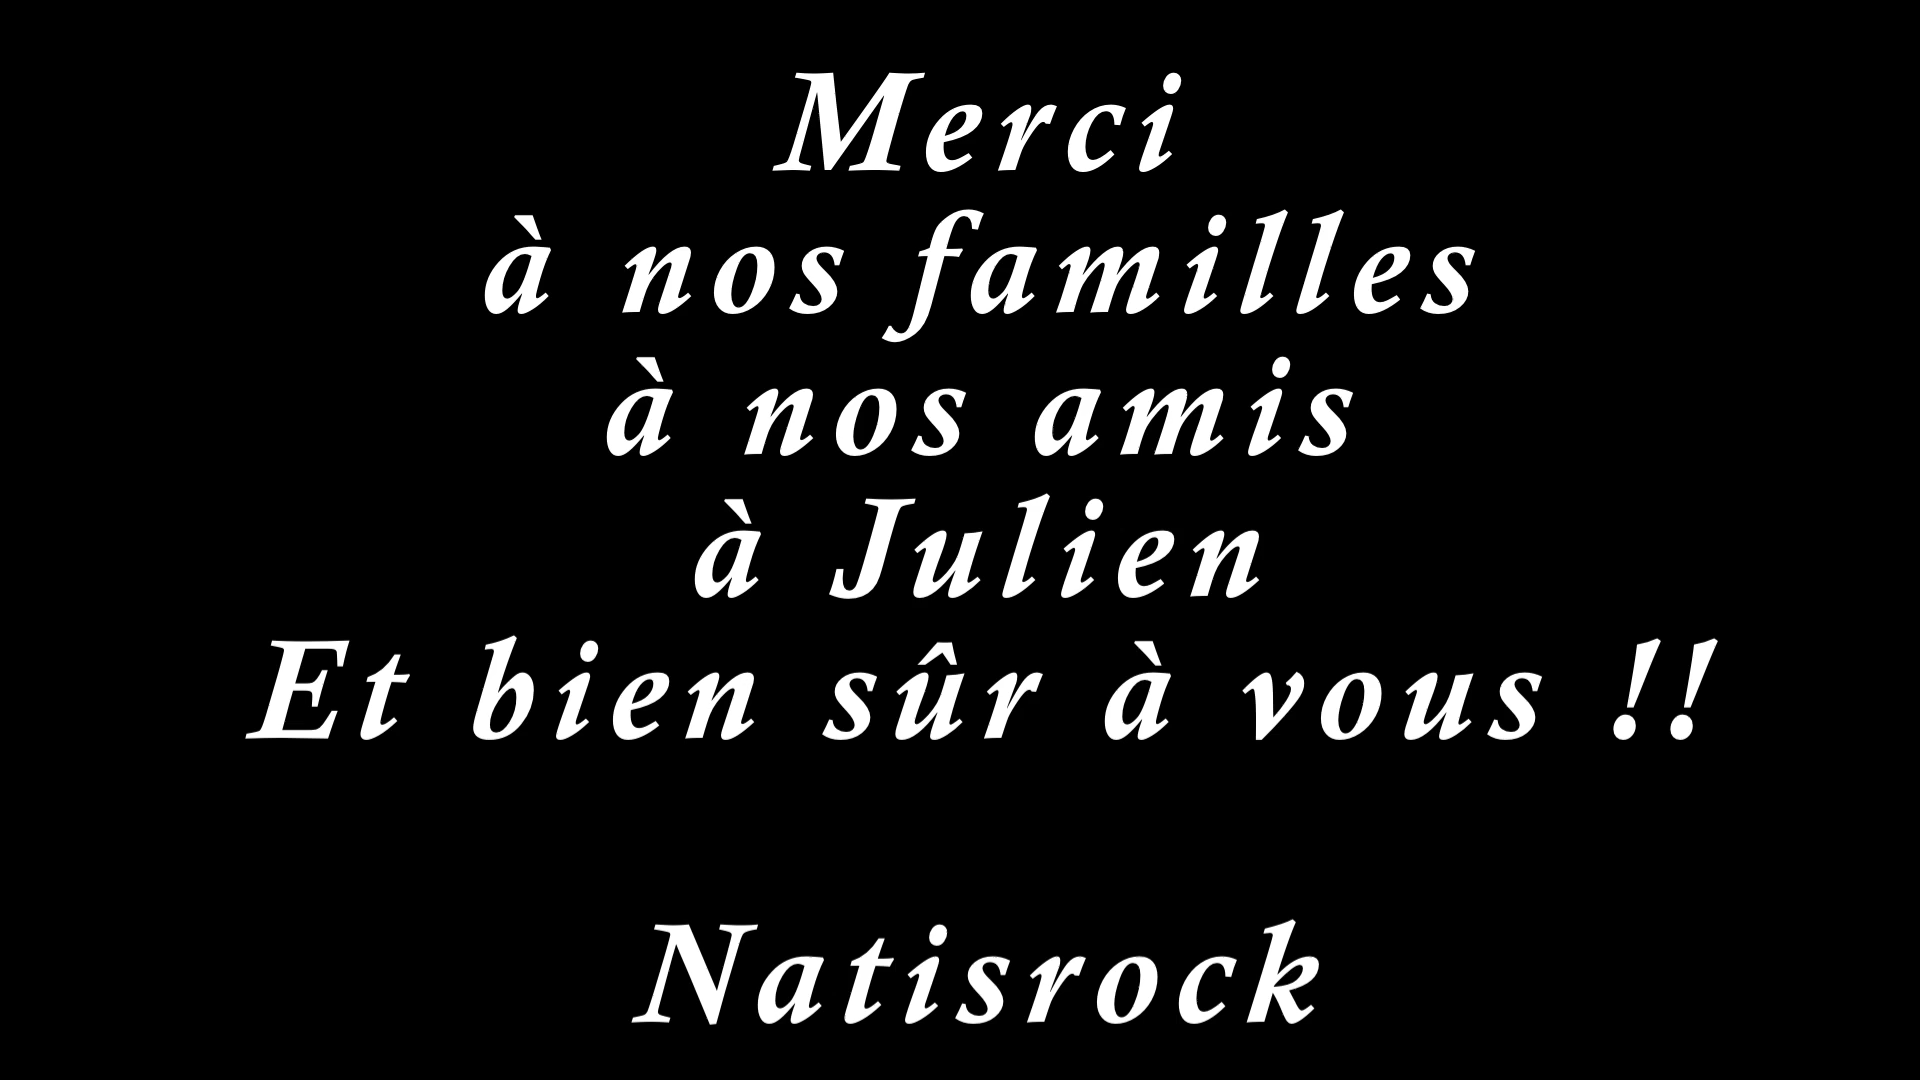 Merci
à nos familles
à nos amis
à Julien
Et bien sûr à vous !!
Natisrock